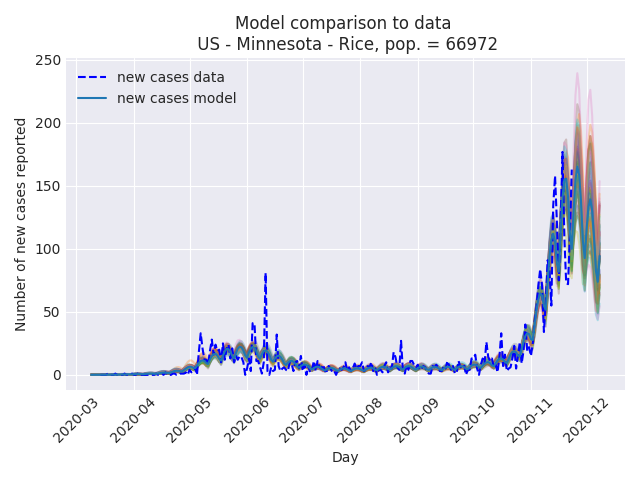 Model comparison to data
US - Minnesota - Rice, pop. = 66972
new cases data
new cases model
Number of new cases reported
250
200
150
100
50
0
2020-03
2020-04
2020-05
2020-06
2020-07
2020-08
2020-09
2020-10
2020-11
2020-12
Day